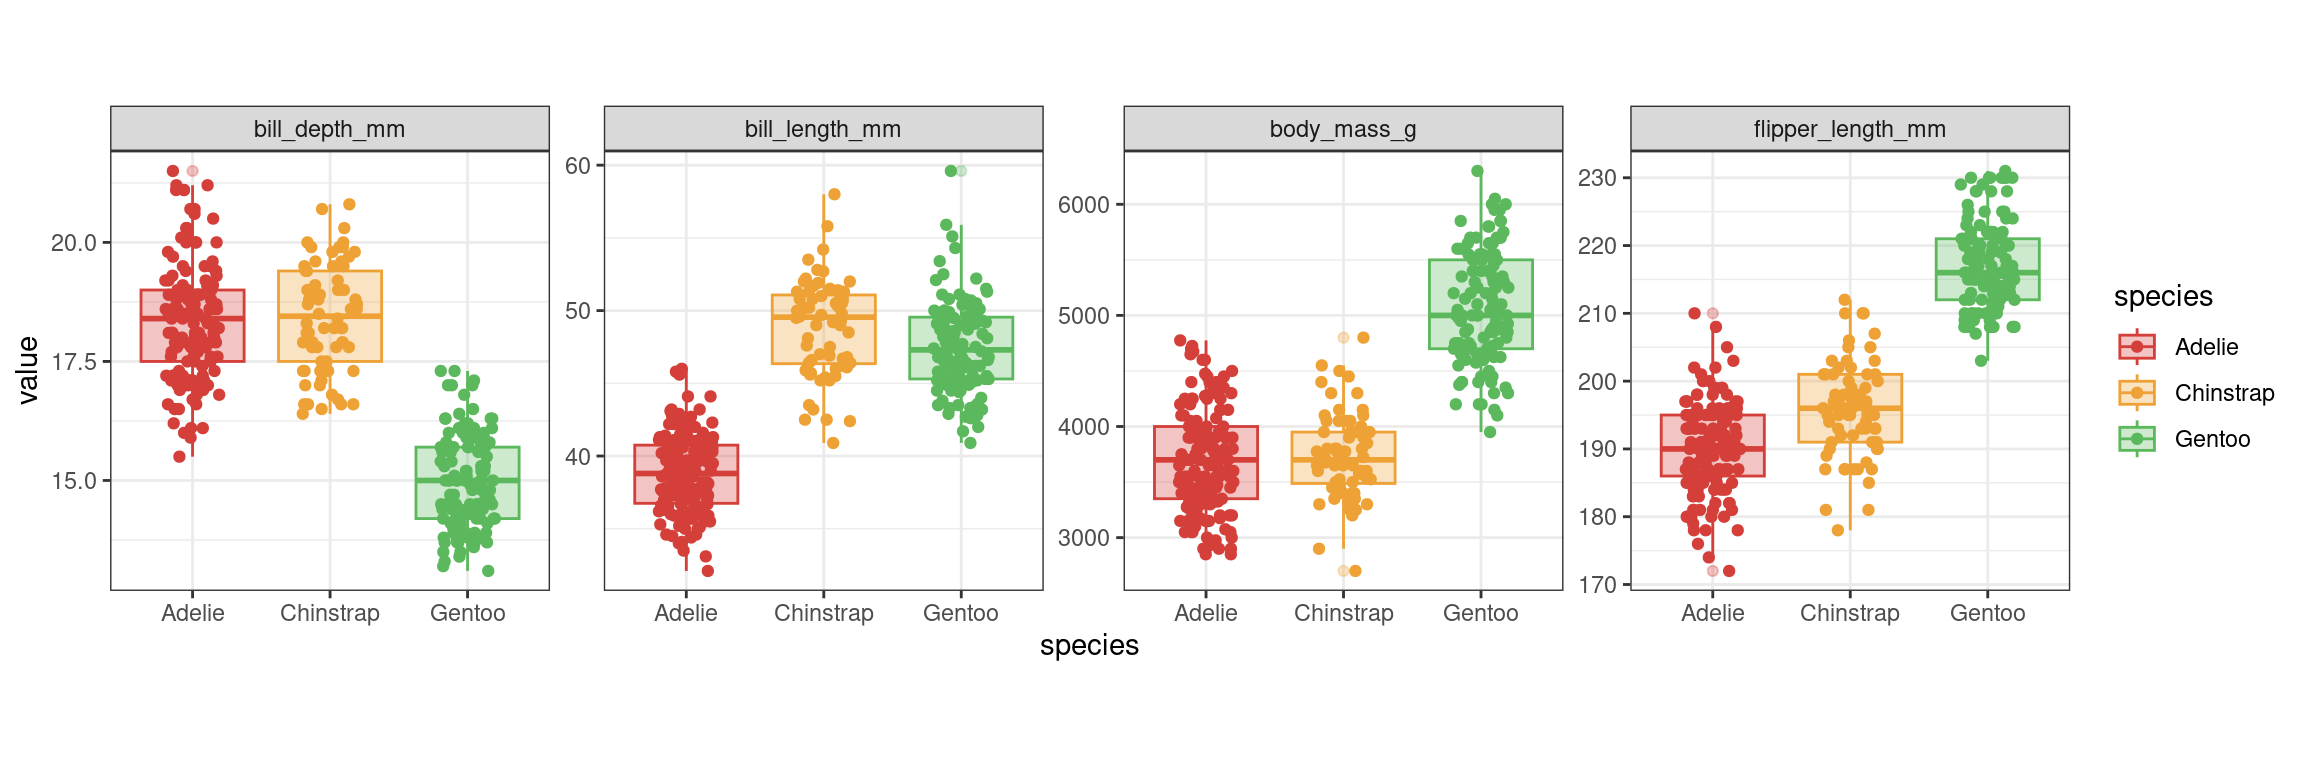 bill_depth_mm
bill_length_mm
body_mass_g
flipper_length_mm
value
20.0
17.5
15.0
60
50
40
6000
5000
4000
3000
230
220
210
200
190
180
170
Adelie
Chinstrap
Gentoo
Adelie
Chinstrap
Gentoo
Adelie
Chinstrap
Gentoo
Adelie
Chinstrap
Gentoo
species
species
Adelie
Chinstrap
Gentoo